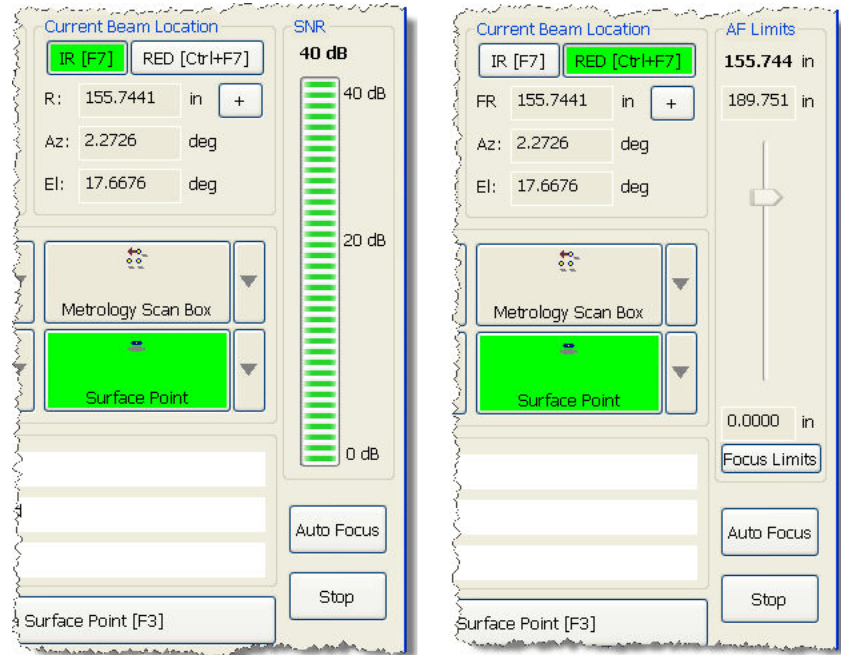 Current Beam Location
SNR
IR [F7]
RED [Ctrl+F7]
40 dB
R:
155.7441
in
+
40 dB
Az:
2.2726
deg
El:
17.6676
deg
20 dB
Metrology Scan Box
Surface Point
0 dB
Auto Focus
Stop
Surface Point [F3]
Current Beam Location
AF Limits
IR [F7]
RED [Ctrl+F7]
155.744 in
FR
155.7441
in
+
189.751 in
Az:
2.2726
deg
El:
17.6676
deg
Metrology Scan Box
Surface Point
0.0000 in
Focus Limits
Auto Focus
Stop
Surface Point [F3]